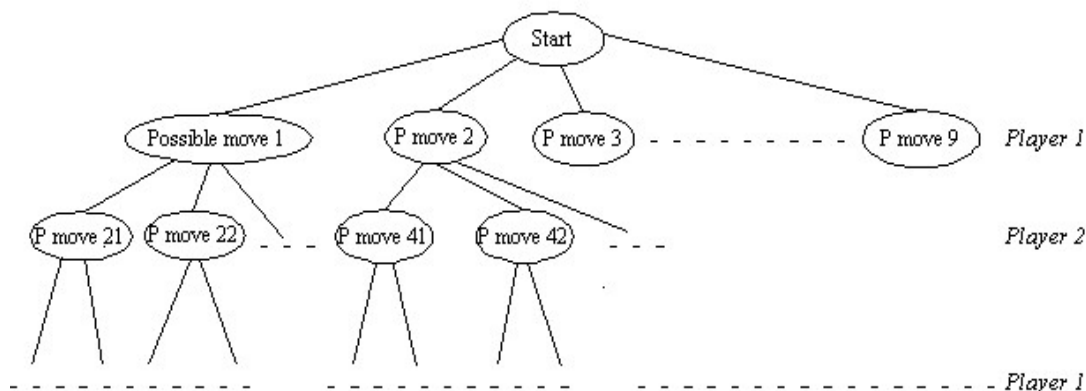 Start
Possible move 1
P move 2
P move 3
P move 9
Player 1
P move 21
P move 22
P move 41
P move 42
Player 2
Player 1